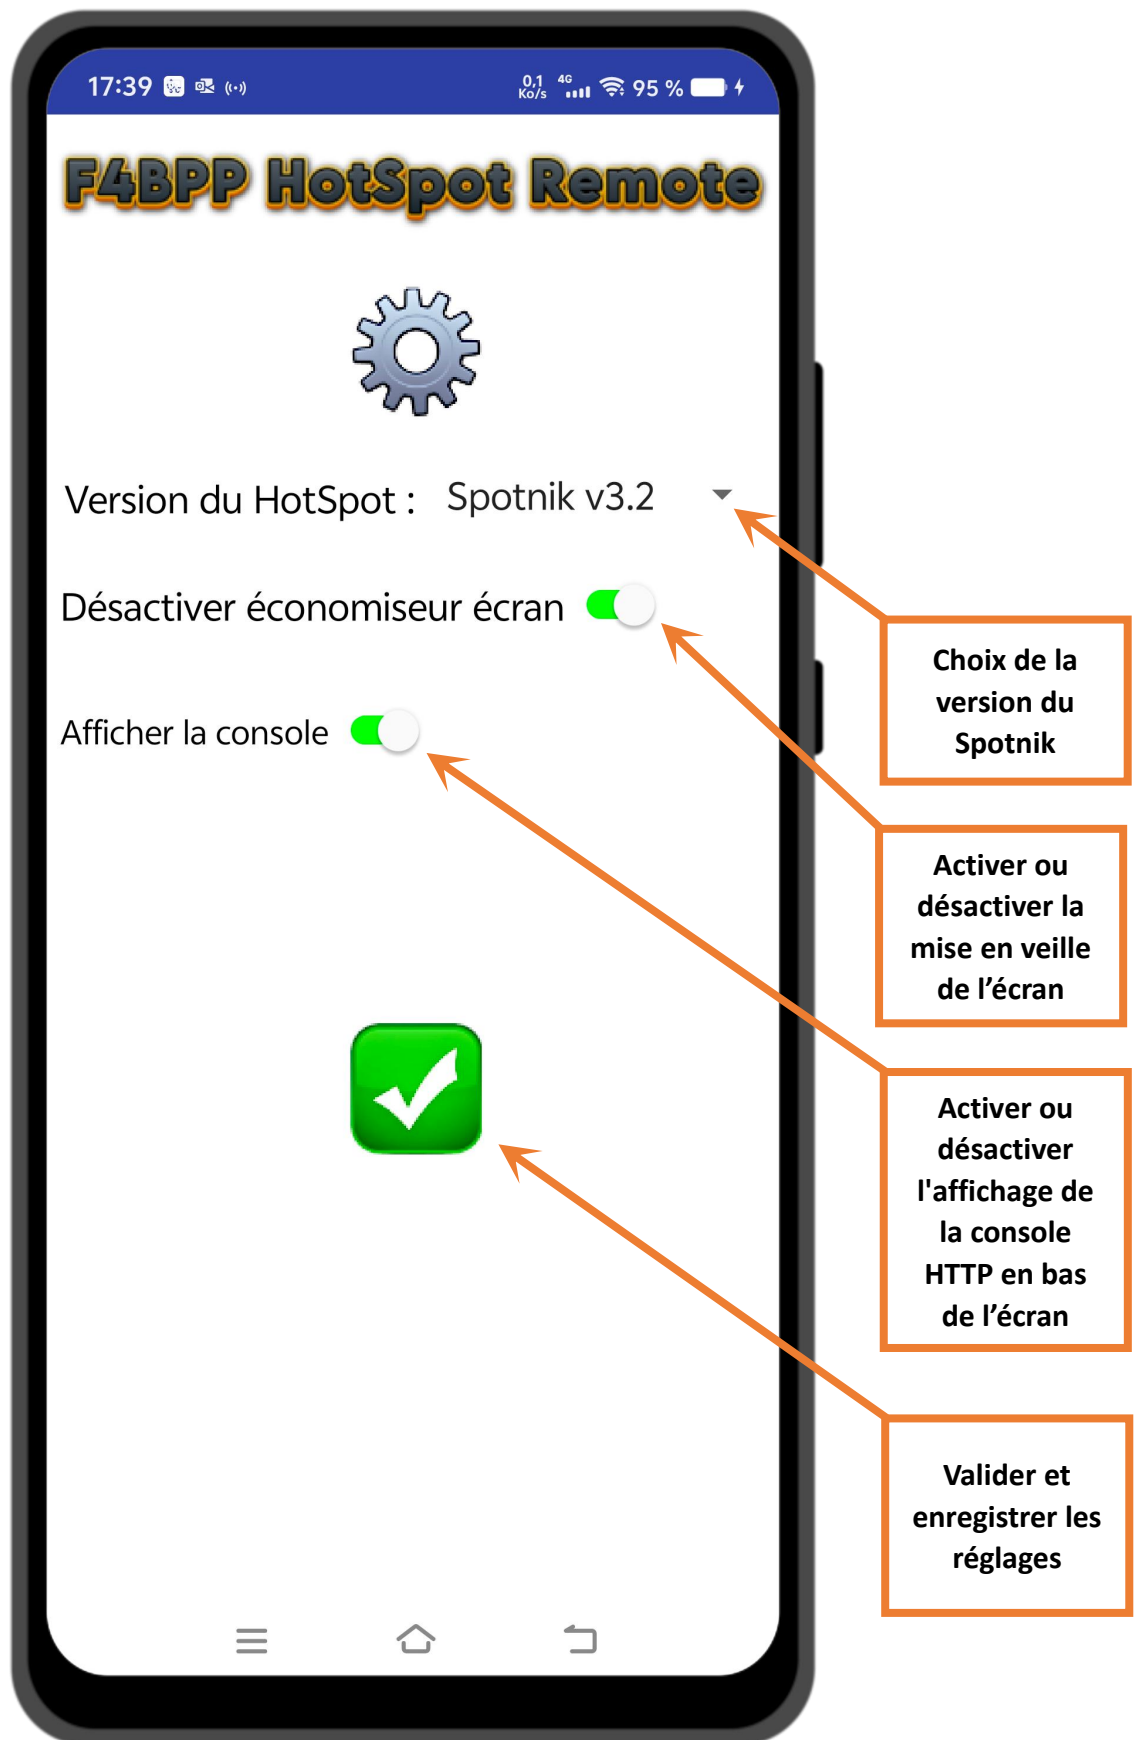 17:39
0,1 Ko/s 4G 95 %
F4BPP HotSpot Remote
Version du HotSpot : Spotnik v3.2
Désactiver économiseur écran
Afficher la console
Choix de la
version du
Spotnik
Activer ou
désactiver la
mise en veille
de l’écran
Activer ou
désactiver
l'affichage de
la console
HTTP en bas
de l’écran
Valider et
enregistrer les
réglages